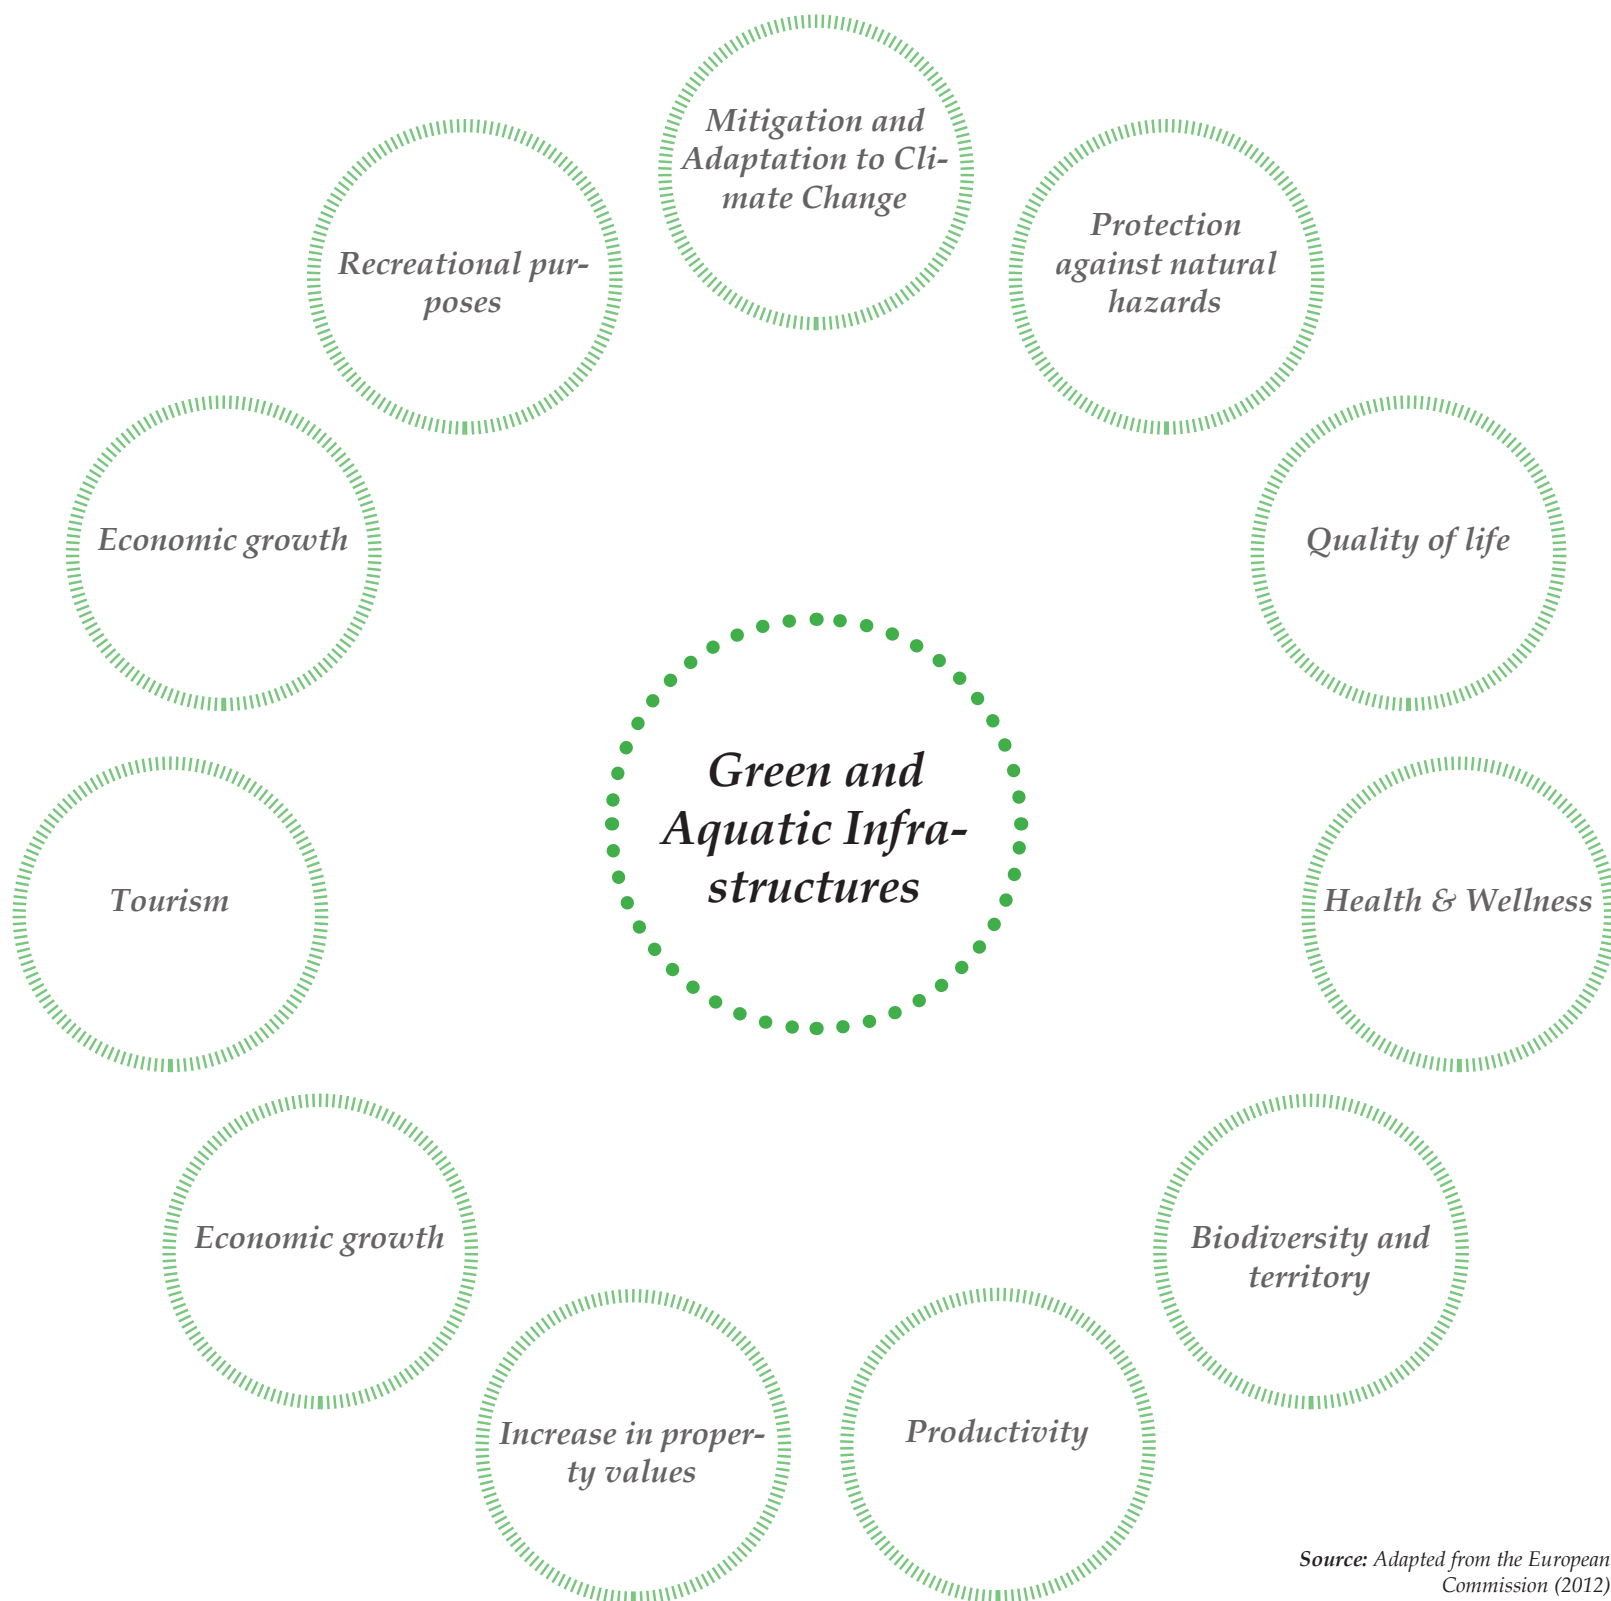 Mitigation and
Adaptation to Cli-
mate Change
Protection
against natural
hazards
Quality of life
Health & Wellness
Biodiversity and
territory
Productivity
Increase in proper-
ty values
Economic growth
Tourism
Economic growth
Recreational pur-
poses
Green and
Aquatic Infra-
structures
Source: Adapted from the European
Commission (2012)